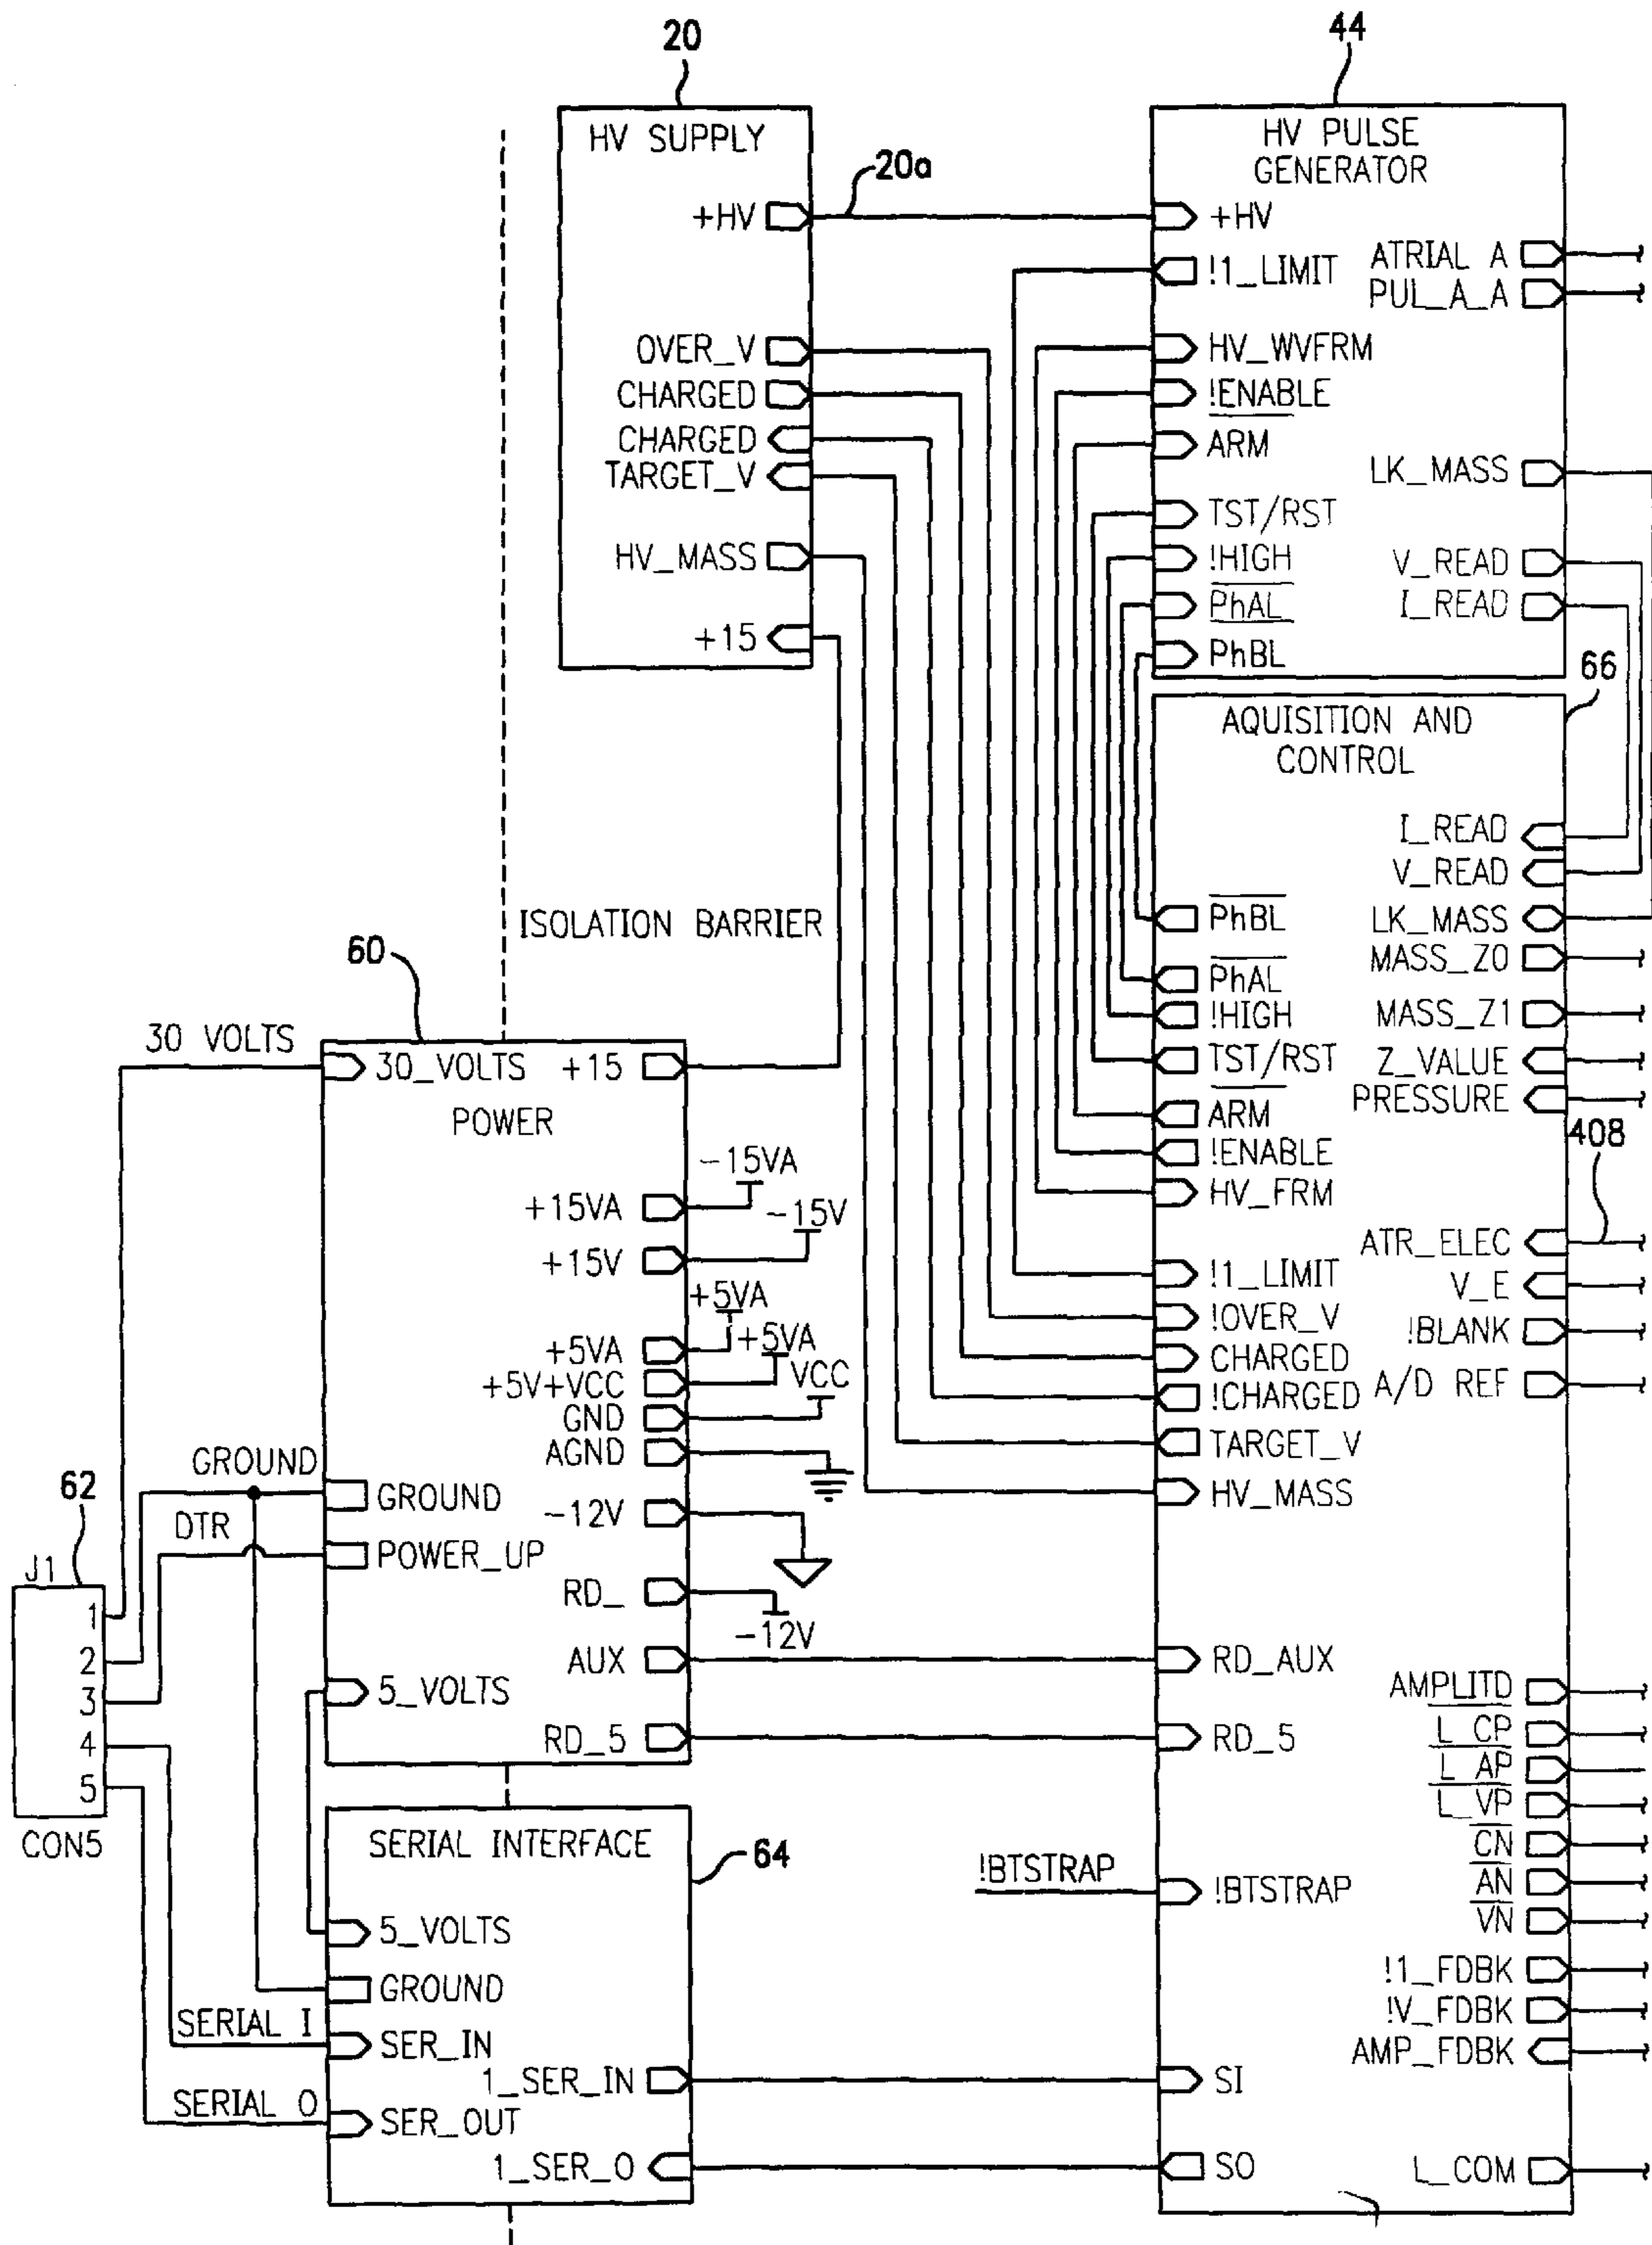 20
HV SUPPLY
+HV
OVER_V
CHARGED
CHARGED
TARGET_V
HV_MASS
+15
20a
44
HV PULSE
GENERATOR
+HV
!1_LIMIT
HV_WVFRM
!ENABLE
ARM
TST/RST
!HIGH
PhAL
PhBL
ATRIAL A
PUL_A_A
LK_MASS
V_READ
I_READ
66
AQUISITION AND
CONTROL
I_READ
V_READ
PhBL
LK_MASS
MASS_Z0
PhAL
!HIGH
MASS_Z1
TST/RST
Z_VALUE
ARM
PRESSURE
!ENABLE
408
HV_FRM
ATR_ELEC
!1_LIMIT
V_E
!OVER_V
!BLANK
CHARGED
!CHARGED
A/D REF
TARGET_V
HV_MASS
RD_AUX
RD_5
AMPLITD
L_CP
L_AP
L_VP
CN
AN
VN
!BTSTRAP
!BTSTRAP
!1_FDBK
!V_FDBK
AMP_FDBK
SI
SO
L_COM
ISOLATION BARRIER
60
30 VOLTS
30_VOLTS +15
POWER
-15VA
+15VA
-15V
+15V
+5VA
+5VA
+5VA
+5V+VCC
VCC
GND
AGND
GROUND
GROUND
-12V
DTR
POWER_UP
RD_
-12V
AUX
5_VOLTS
RD_5
62
J1
1
2
3
4
5
CON5
SERIAL INTERFACE
64
5_VOLTS
GROUND
SERIAL I
SER_IN
1_SER_IN
SERIAL O
SER_OUT
1_SER_O